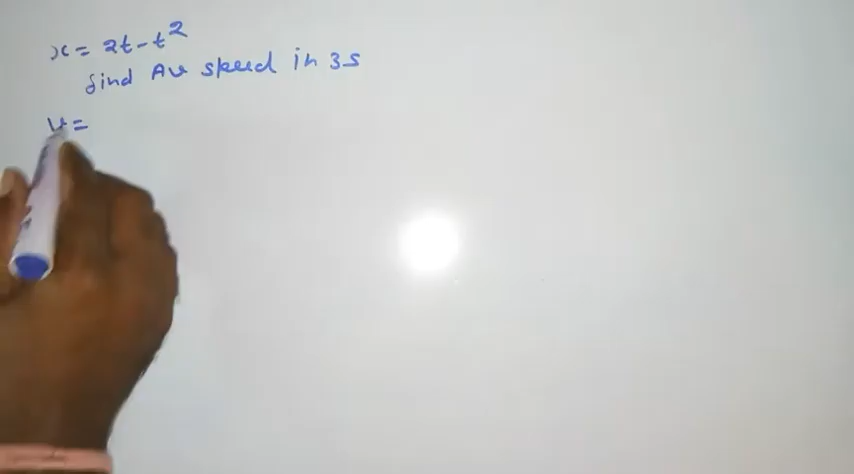 x = 2t - t²
find Av speed in 3s
v =